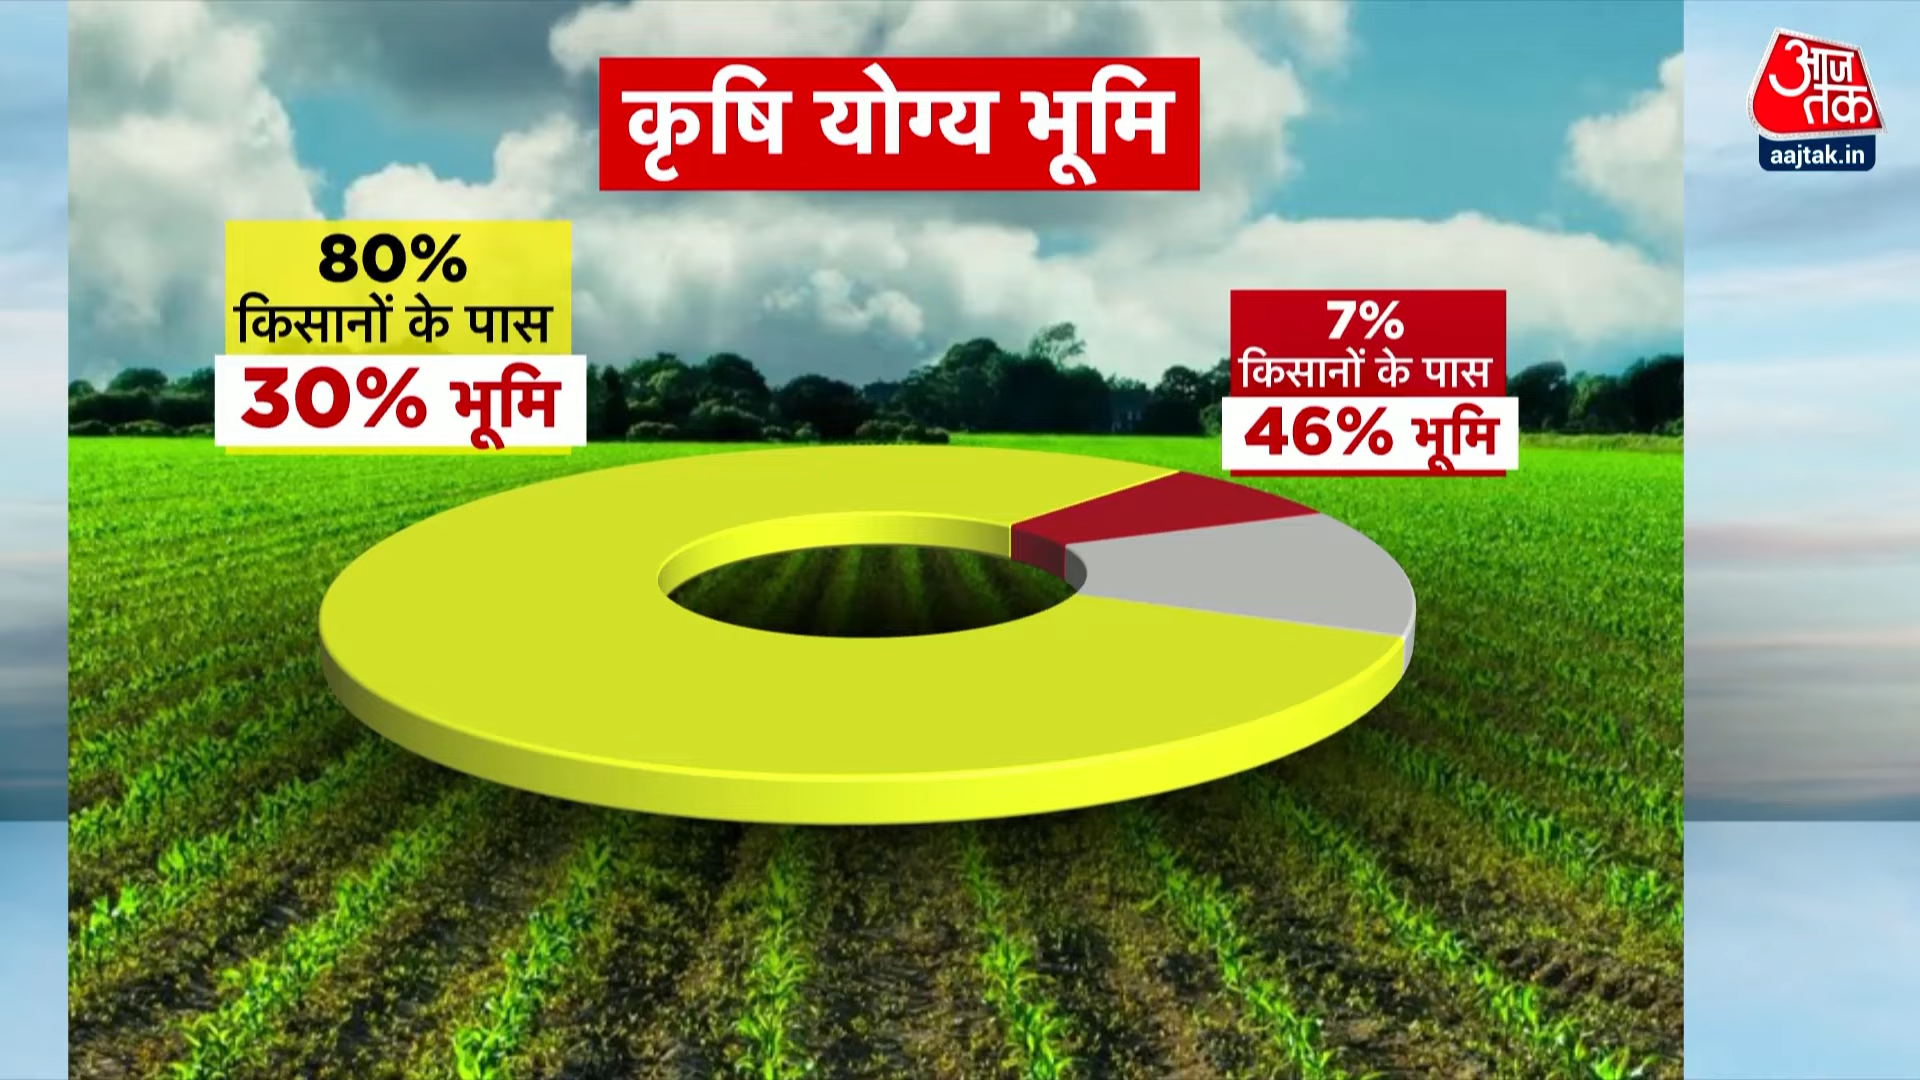 कृषि योग्य भूमि
आज
तक
aajtak.in
80%
किसानों के पास
30% भूमि
7%
किसानों के पास
46% भूमि